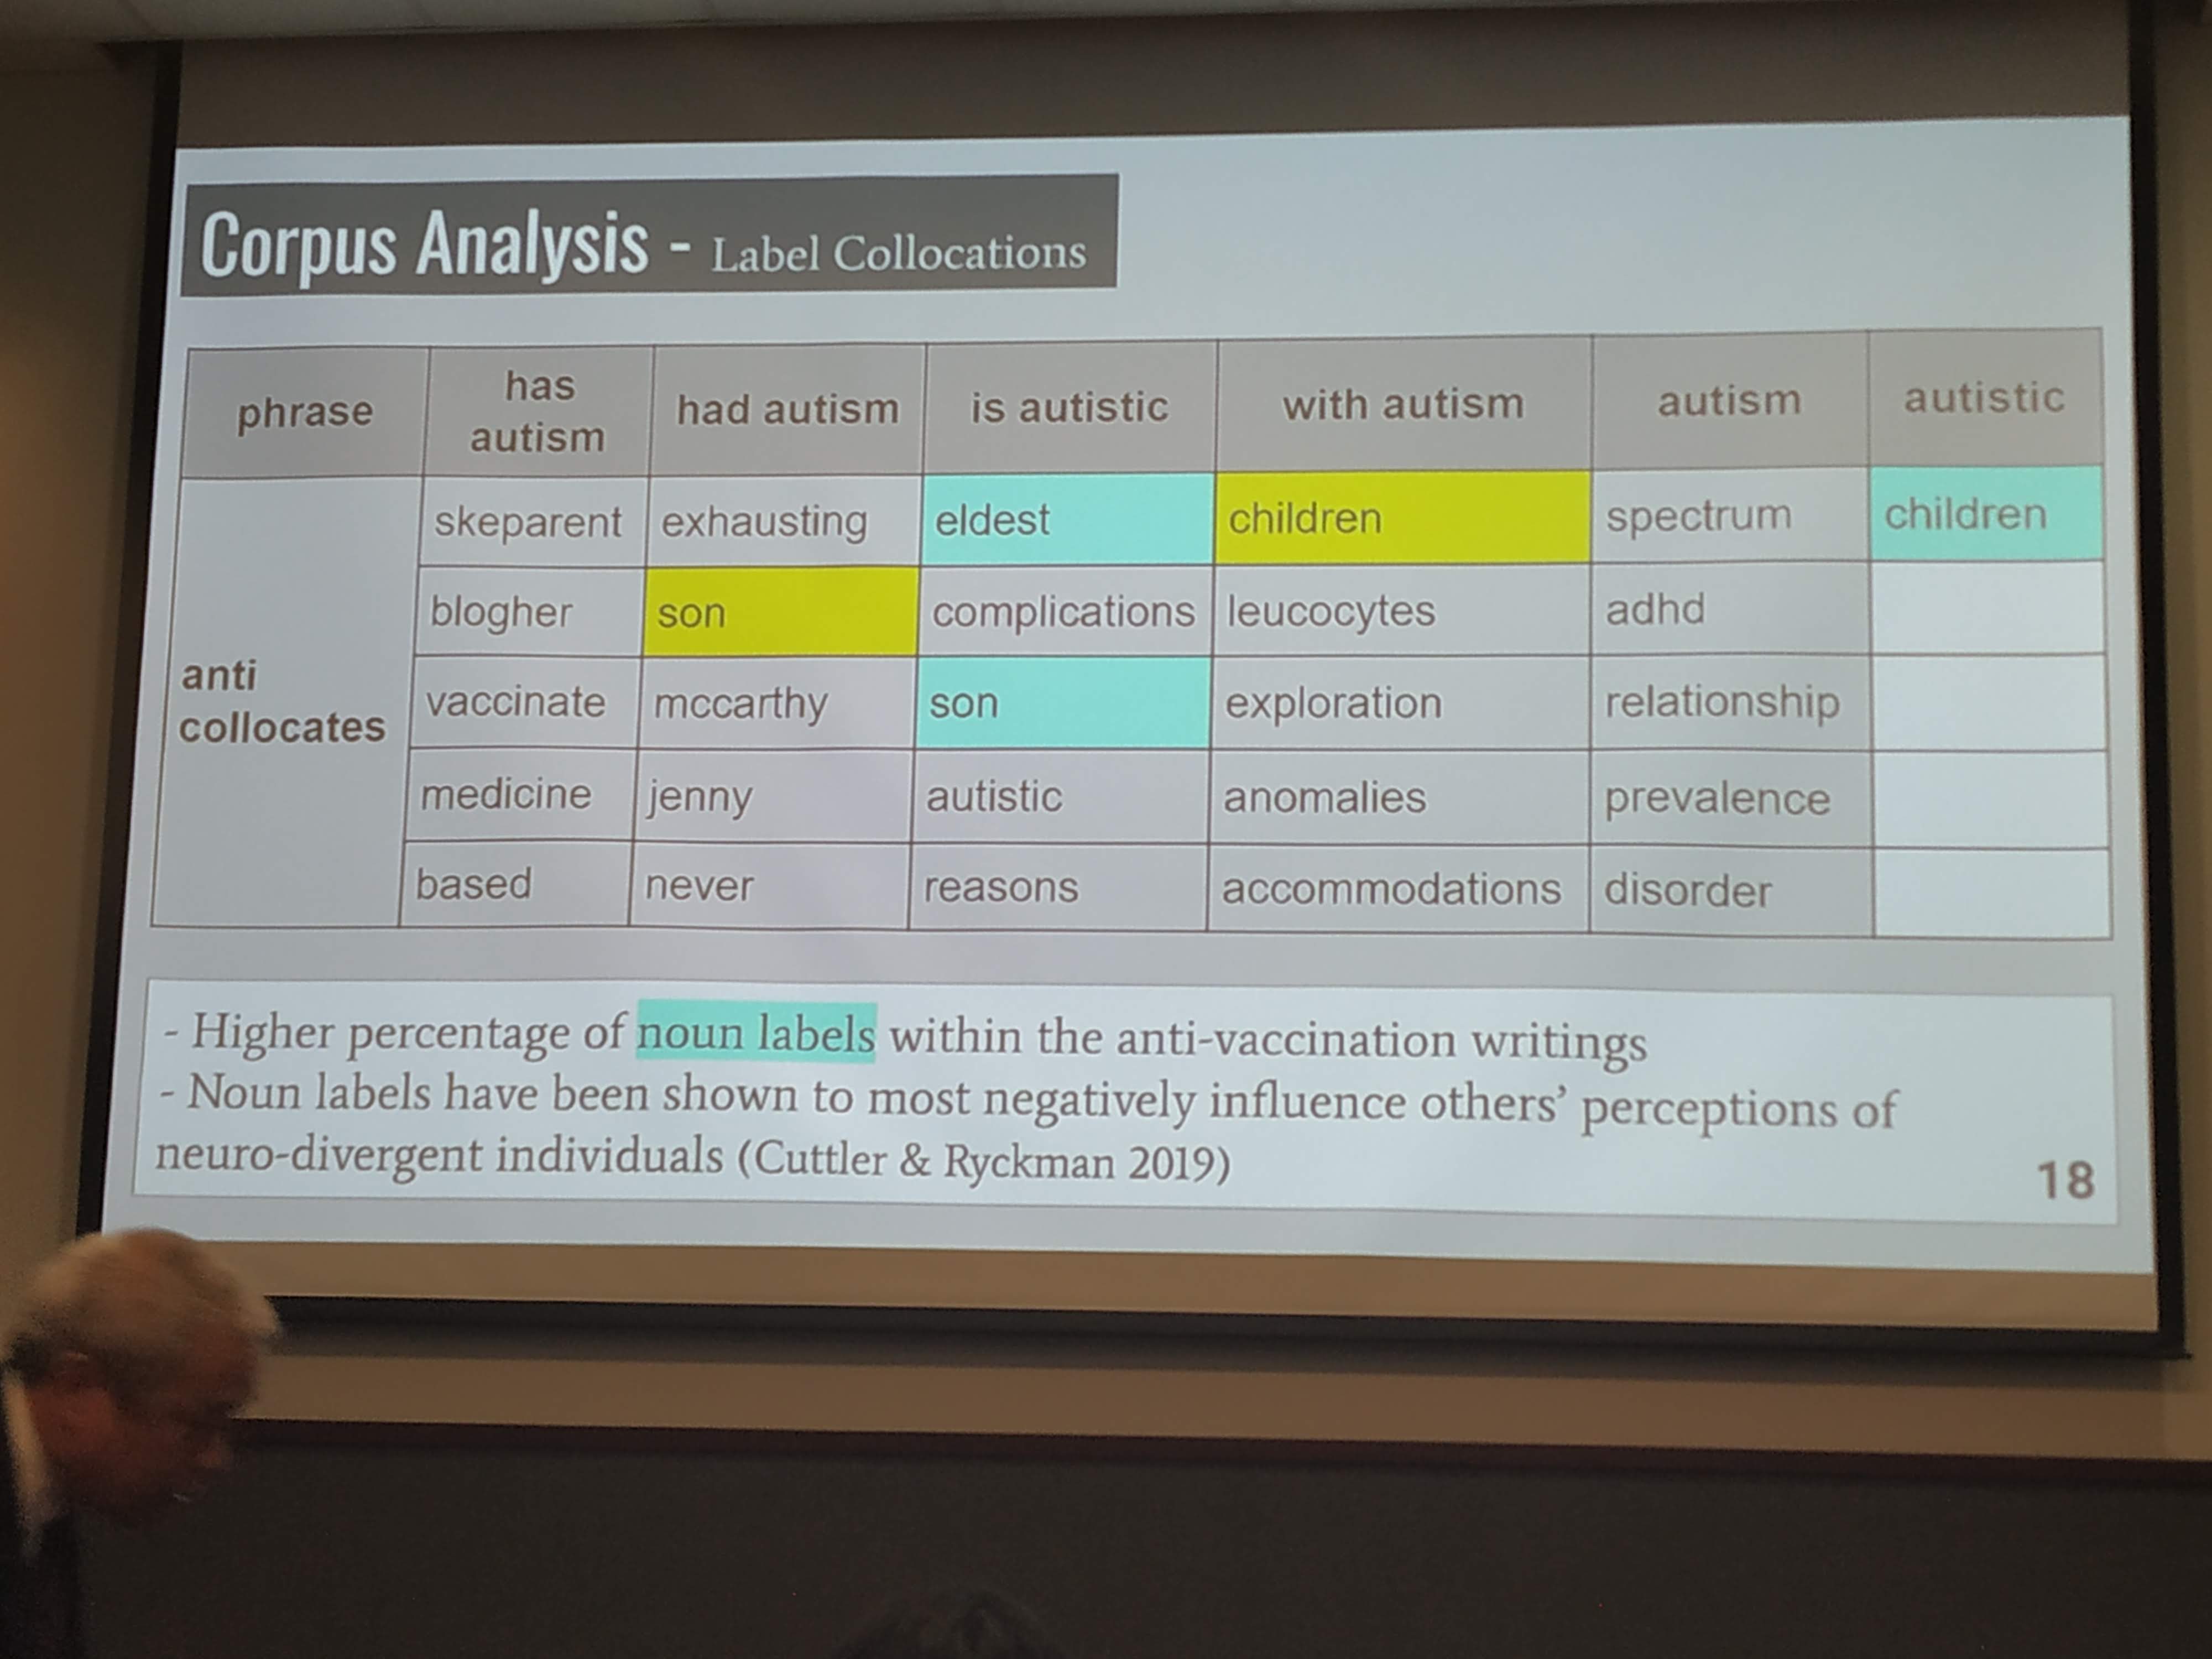 Corpus Analysis - Label Collocations
phrase has autism had autism is autistic with autism autism autistic
anti collocates skeparent exhausting eldest children spectrum children
blogher son complications leucocytes adhd
vaccinate mccarthy son exploration relationship
medicine jenny autistic anomalies prevalence
based never reasons accommodations disorder
- Higher percentage of noun labels within the anti-vaccination writings
- Noun labels have been shown to most negatively influence others’ perceptions of
neuro-divergent individuals (Cuttler & Ryckman 2019)
18